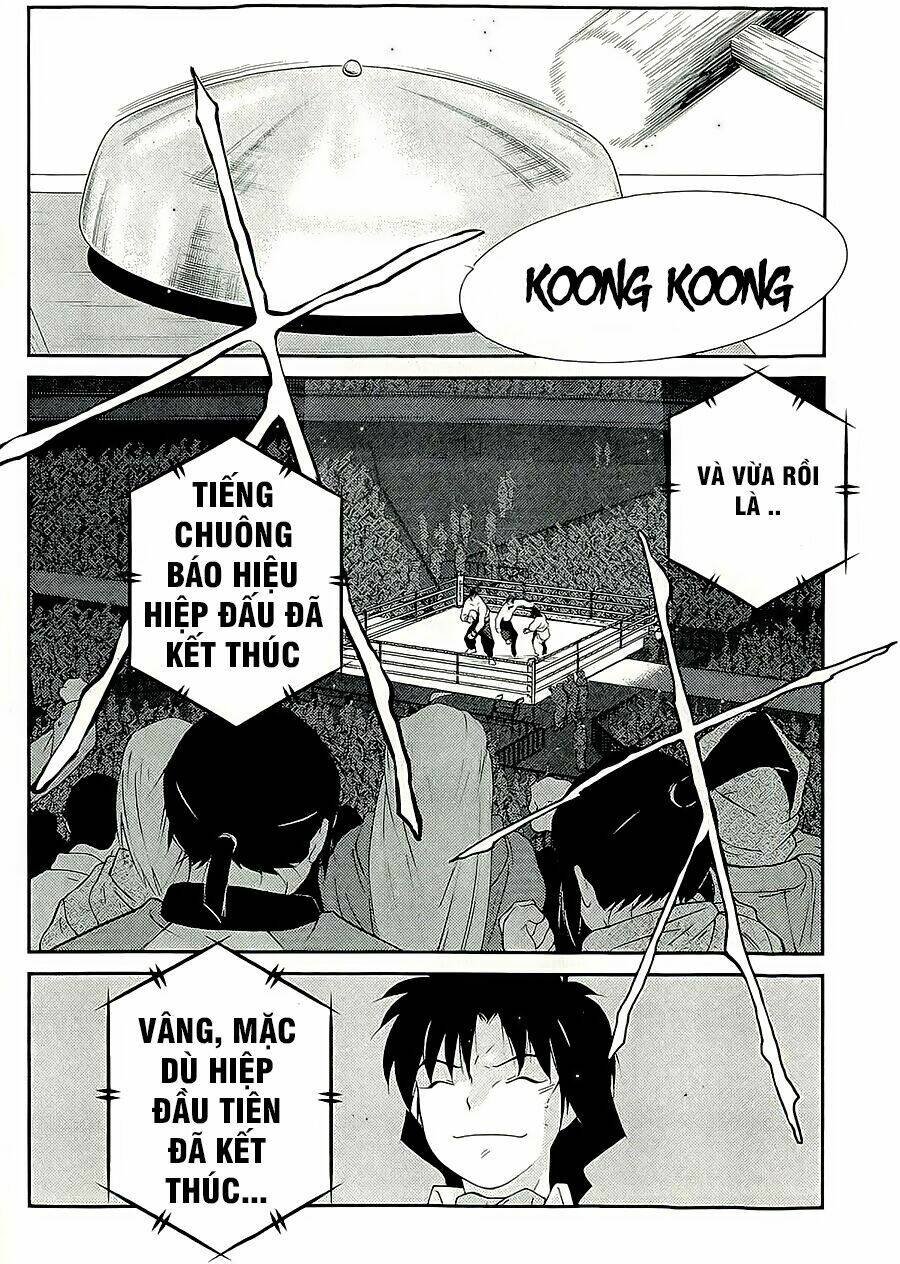 KOONG KOONG
VÀ VỪA RỒI
LÀ ..
TIẾNG
CHUÔNG
BÁO HIỆU
HIỆP ĐẤU ĐÃ
KẾT THÚC
VÂNG, MẶC
DÙ HIỆP
ĐẦU TIÊN
ĐÃ KẾT
THÚC...